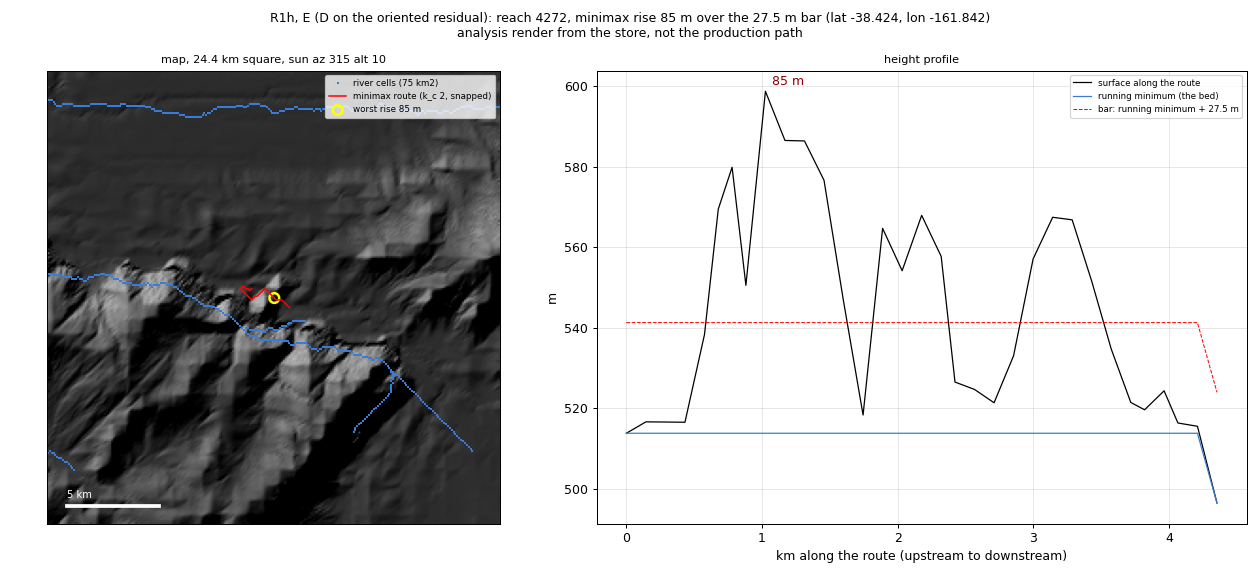 R1h, E (D on the oriented residual): reach 4272, minimax rise 85 m over the 27.5 m bar (lat -38.424, lon -161.842)
analysis render from the store, not the production path
map, 24.4 km square, sun az 315 alt 10
river cells (75 km2)
minimax route (k_c 2, snapped)
worst rise 85 m
5 km
height profile
85 m
surface along the route
running minimum (the bed)
bar: running minimum + 27.5 m
600
580
560
540
520
500
m
0
1
2
3
4
km along the route (upstream to downstream)